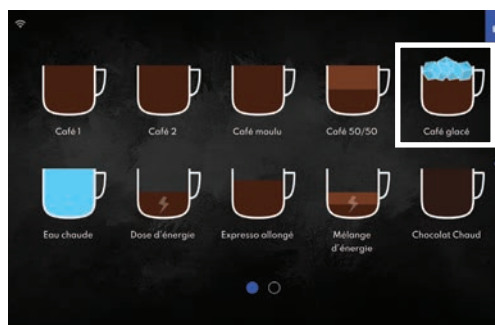 Café 1
Café 2
Café moulu
Café 50/50
Café glacé
Eau chaude
Dose d'énergie
Expresso allongé
Mélange
d'énergie
Chocolat Chaud